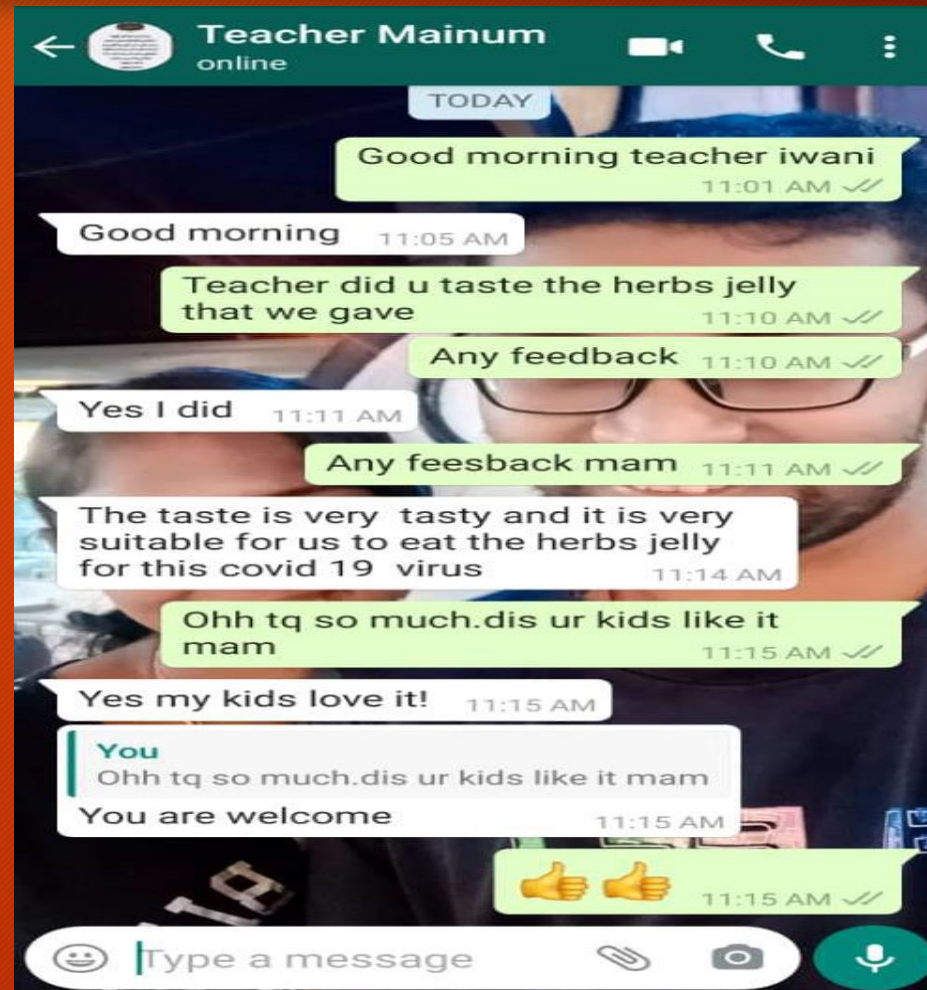 Teacher Mainum
online
TODAY
Good morning teacher iwani
11:01 AM
Good morning 11:05 AM
Teacher did u taste the herbs jelly
that we gave 11:10 AM
Any feedback 11:10 AM
Yes I did 11:11 AM
Any feesback mam 11:11 AM
The taste is very tasty and it is very
suitable for us to eat the herbs jelly
for this covid 19 virus 11:14 AM
Ohh tq so much.dis ur kids like it
mam 11:15 AM
Yes my kids love it! 11:15 AM
You
Ohh tq so much.dis ur kids like it mam
You are welcome 11:15 AM
👍👍 11:15 AM
Type a message